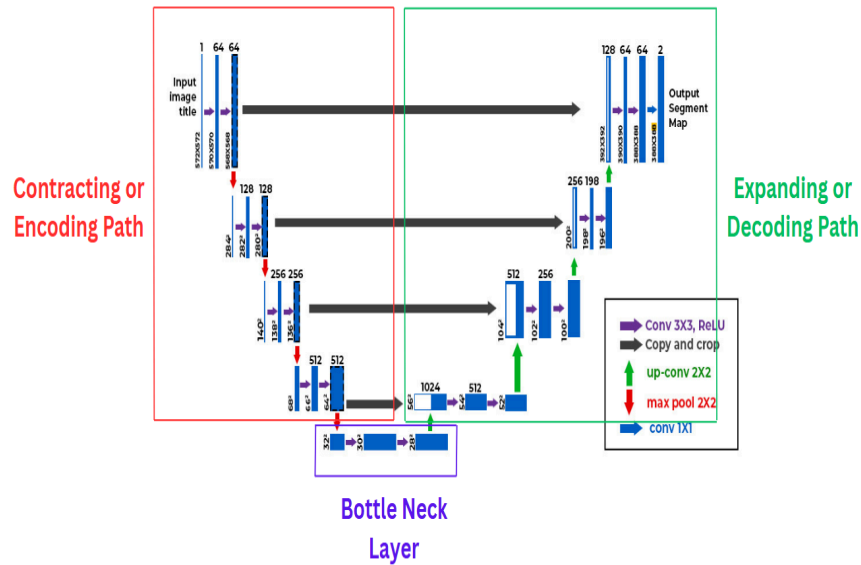 1 64 64
Input
image
title
572X572
570X570
568X568
128 128
284²
282²
280²
256 256
140²
138²
136²
512 512
68²
66²
64²
Contracting or
Encoding Path
32²
30²
28²
Bottle Neck
Layer
1024 512
56²
54²
52²
512 256
104²
102²
100²
256 198
200²
198²
196²
128 64 64 2
392X392
390X390
388X388
388X388
Output
Segment
Map
Expanding or
Decoding Path
Conv 3X3, ReLU
Copy and crop
up-conv 2X2
max pool 2X2
conv 1X1